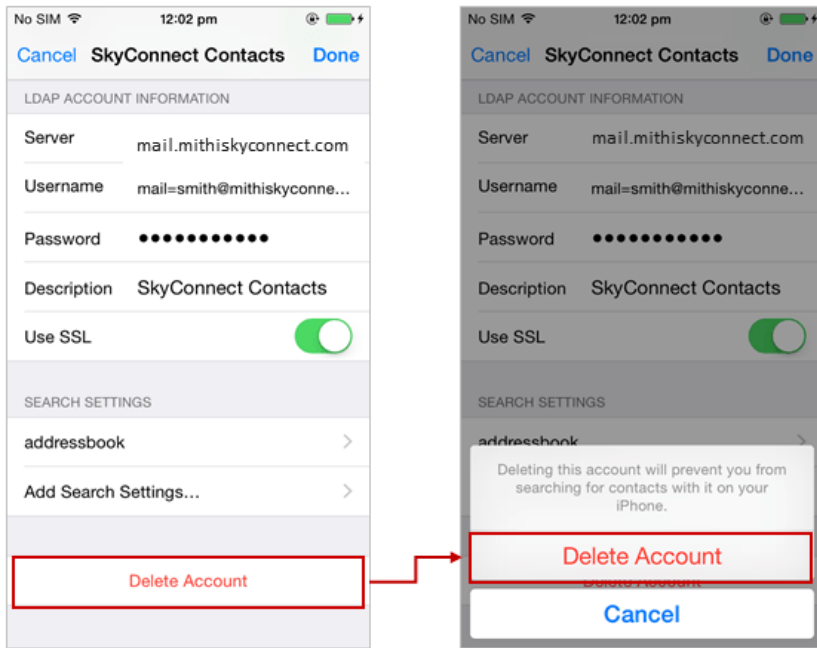 No SIM 12:02 pm
Cancel SkyConnect Contacts Done
LDAP ACCOUNT INFORMATION
Server mail.mithiskyconnect.com
Username mail=smith@mithiskyconne...
Password ●●●●●●●●●●●
Description SkyConnect Contacts
Use SSL
SEARCH SETTINGS
addressbook
Add Search Settings...
Delete Account
No SIM 12:02 pm
Cancel SkyConnect Contacts Done
LDAP ACCOUNT INFORMATION
Server mail.mithiskyconnect.com
Username mail=smith@mithiskyconne...
Password ●●●●●●●●●●●
Description SkyConnect Contacts
Use SSL
SEARCH SETTINGS
addressbook
Deleting this account will prevent you from
searching for contacts with it on your
iPhone.
Delete Account
Delete Account
Cancel